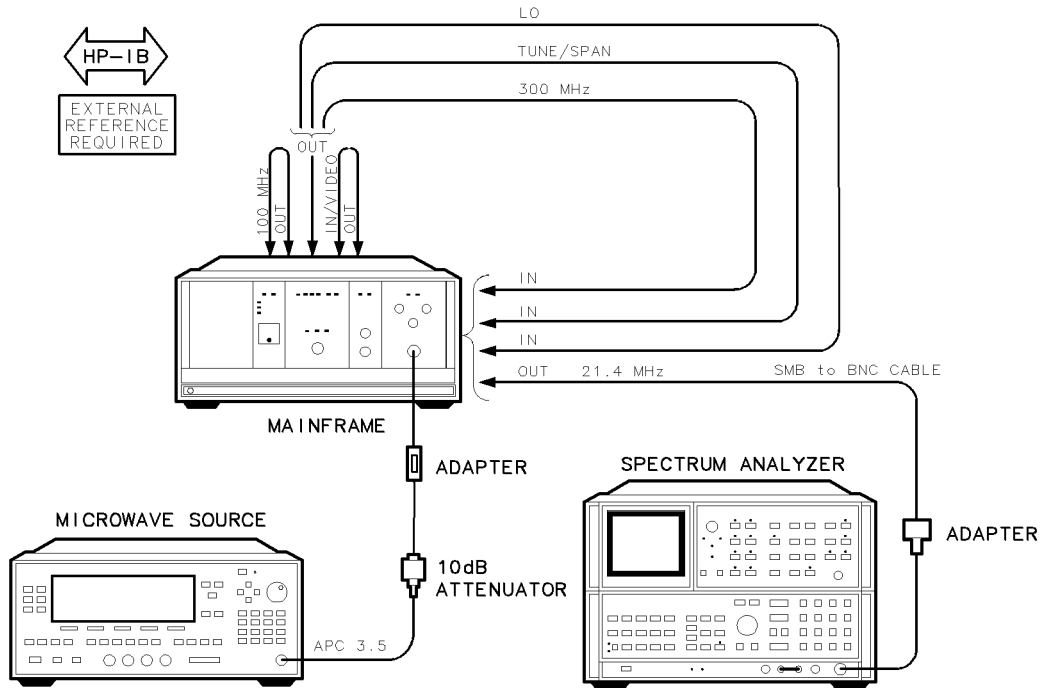 LO
HP-IB
TUNE/SPAN
300 MHz
EXTERNAL
REFERENCE
REQUIRED
OUT
100 MHz
OUT
IN/VIDEO
OUT
IN
IN
IN
OUT 21.4 MHz SMB to BNC CABLE
MAINFRAME
ADAPTER
SPECTRUM ANALYZER
MICROWAVE SOURCE
ADAPTER
10dB
ATTENUATOR
APC 3.5